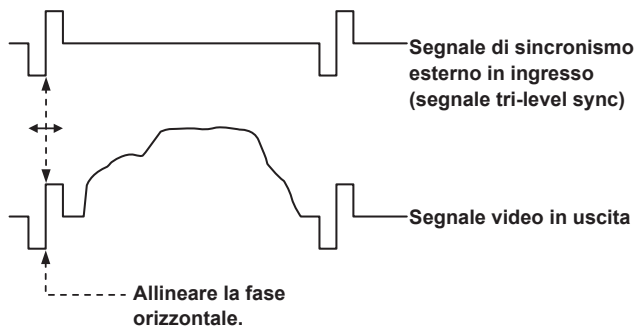 Segnale di sincronismo
esterno in ingresso
(segnale tri-level sync)
Segnale video in uscita
Allineare la fase
orizzontale.